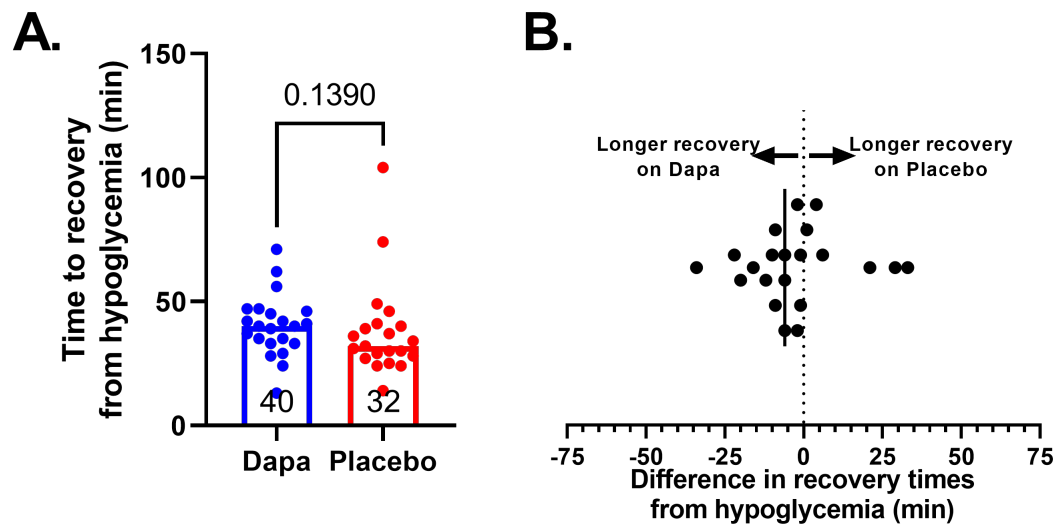 A.
B.
150
100
50
0
Time to recovery
from hypoglycemia (min)
0.1390
40
32
Dapa
Placebo
Longer recovery
on Dapa
Longer recovery
on Placebo
-75
-50
-25
0
25
50
75
Difference in recovery times
from hypoglycemia (min)